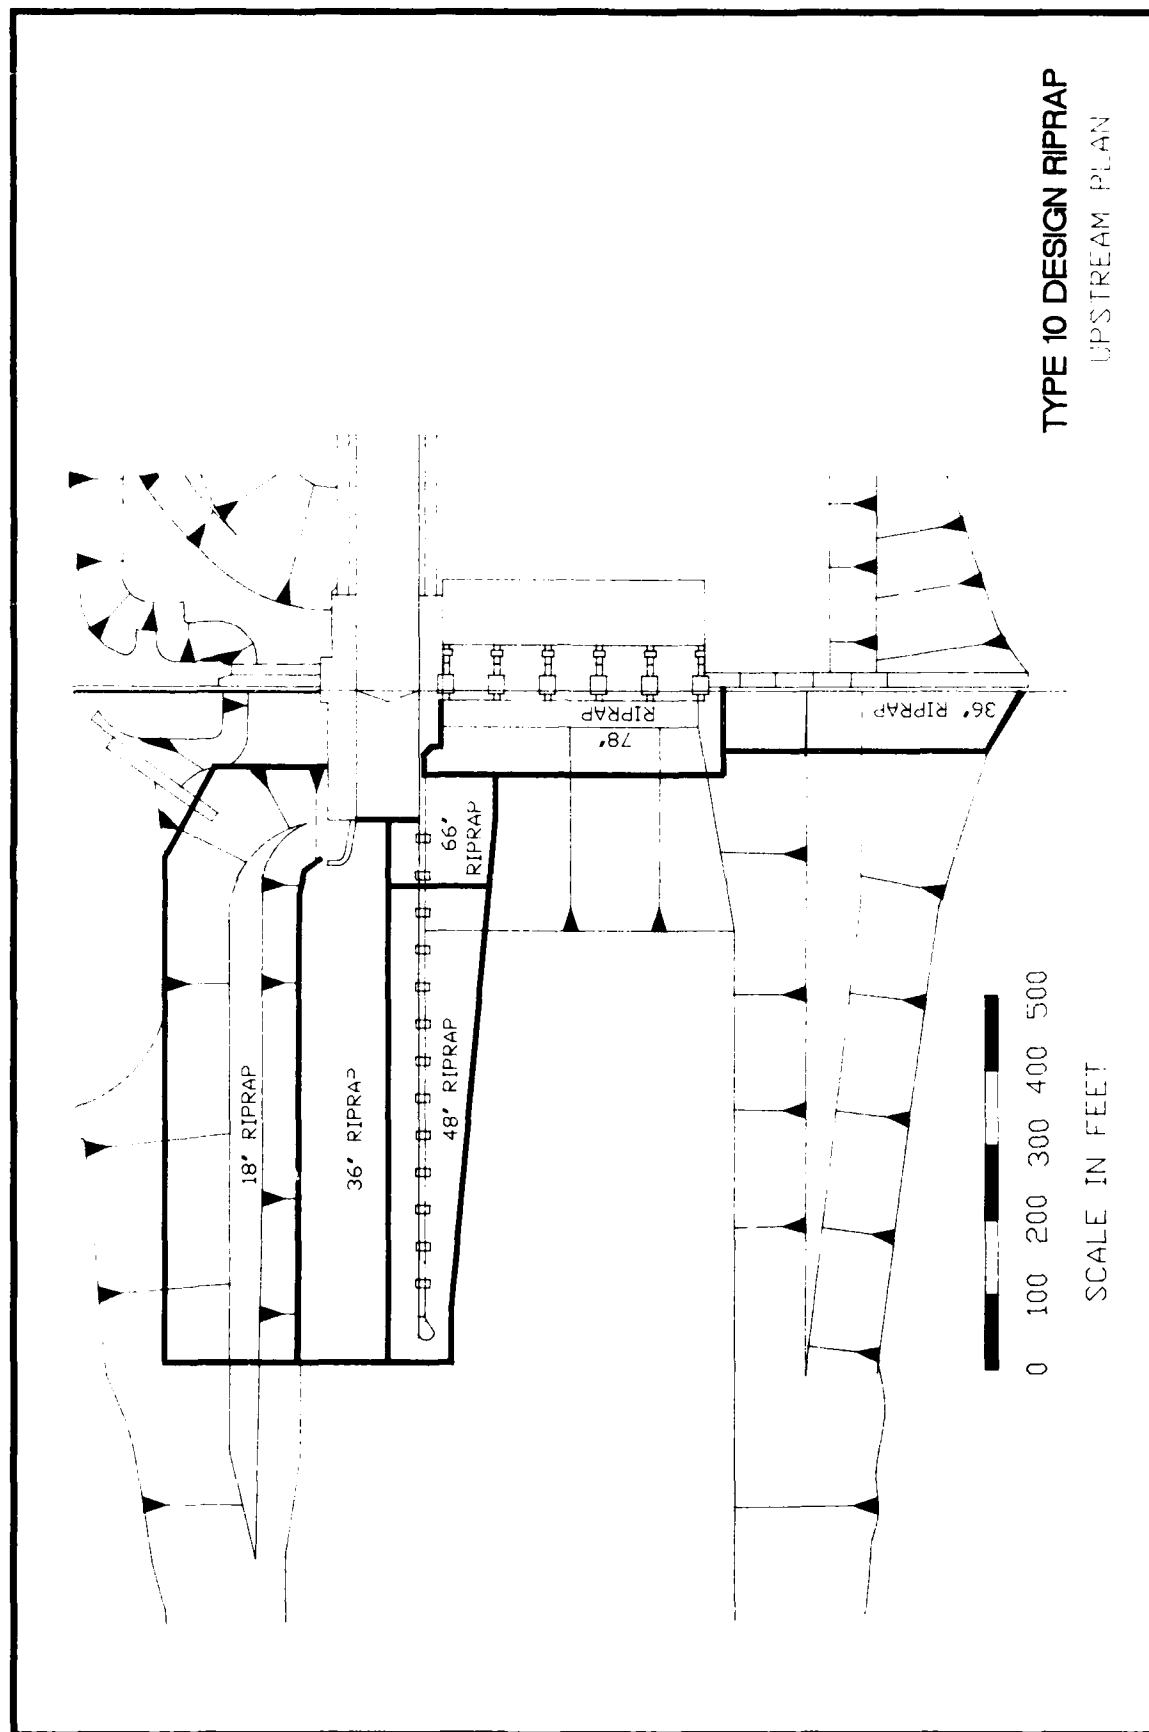 18" RIPRAP
36" RIPRAP
48" RIPRAP
66"
RIPRAP
78"
RIPRAP
36" RIPRAP
0 100 200 300 400 500
SCALE IN FEET
TYPE 10 DESIGN RIPRAP
UPSTREAM PLAN